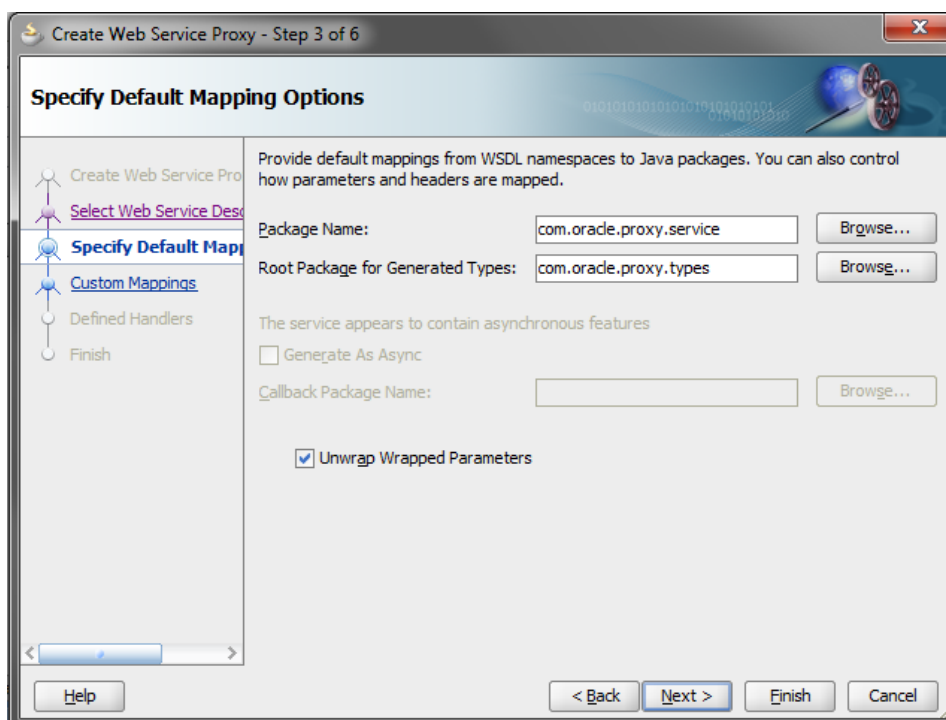 Create Web Service Proxy - Step 3 of 6
Specify Default Mapping Options
Create Web Service Pro
Select Web Service Desc
Specify Default Mapp
Custom Mappings
Defined Handlers
Finish
Provide default mappings from WSDL namespaces to Java packages. You can also control
how parameters and headers are mapped.
Package Name: com.oracle.proxy.service Browse...
Root Package for Generated Types: com.oracle.proxy.types Browse...
The service appears to contain asynchronous features
Generate As Async
Callback Package Name: Browse...
Unwrap Wrapped Parameters
Help < Back Next > Finish Cancel